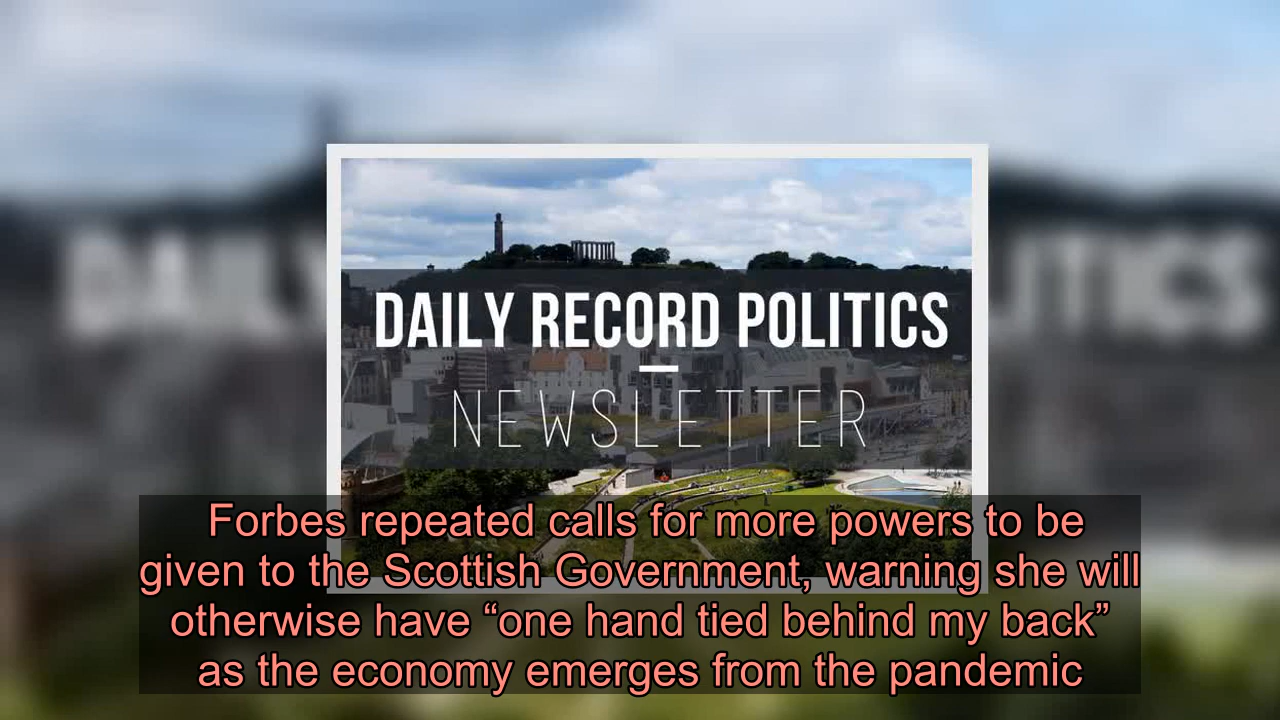 DAILY RECORD POLITICS
NEWSLETTER
Forbes repeated calls for more powers to be
given to the Scottish Government, warning she will
otherwise have “one hand tied behind my back”
as the economy emerges from the pandemic